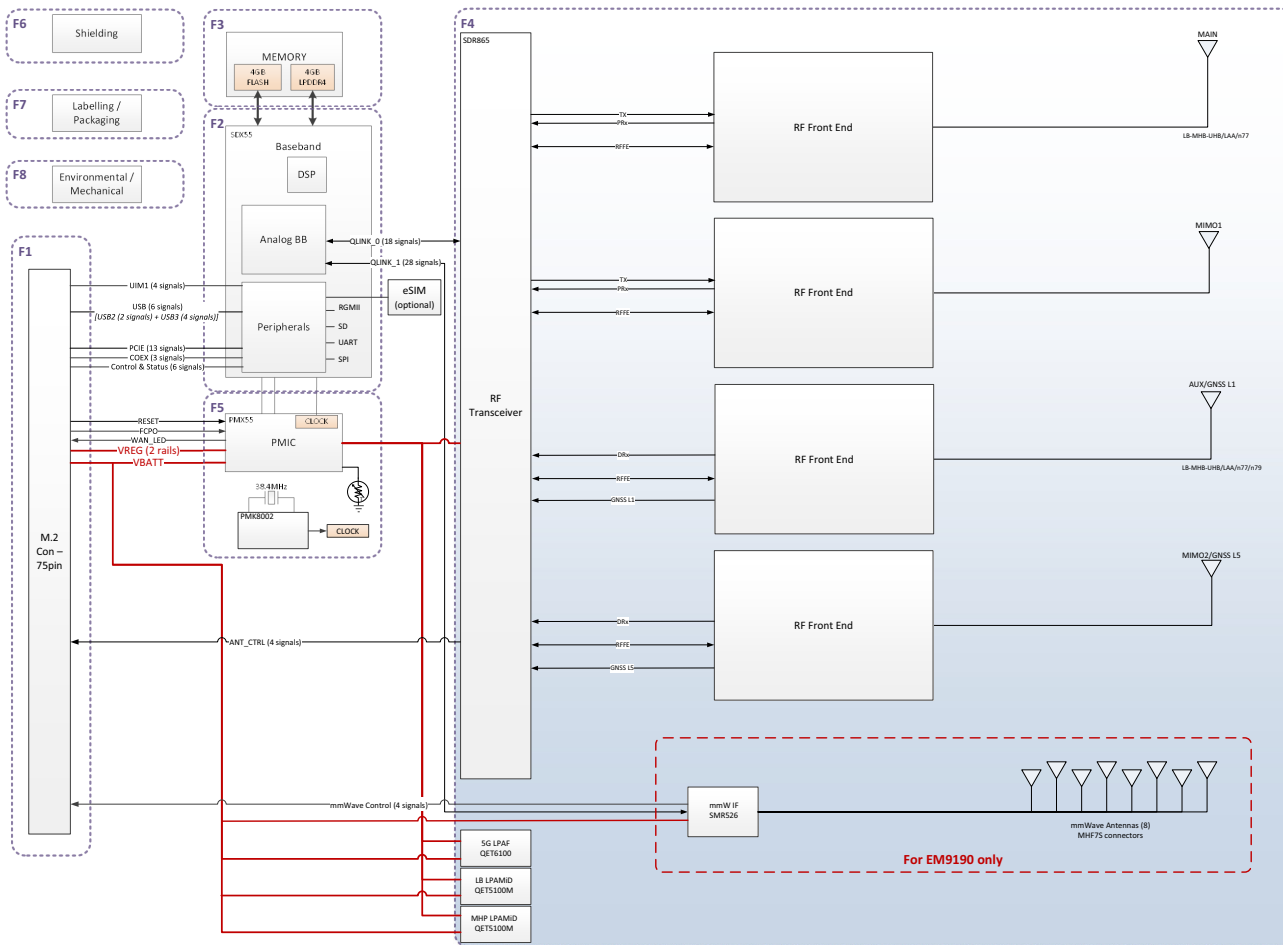 F6
Shielding
F7
Labelling /
Packaging
F8
Environmental /
Mechanical
F3
MEMORY
4GB
FLASH
4GB
LPDDR4
F2
SDX55
Baseband
DSP
Analog BB
QLINK_0 (18 signals)
QLINK_1 (28 signals)
eSIM
(optional)
Peripherals
RGMII
SD
UART
SPI
F1
M.2
Con –
75pin
UIM1 (4 signals)
USB (6 signals)
[USB2 (2 signals) + USB3 (4 signals)]
PCIE (13 signals)
COEX (3 signals)
Control & Status (6 signals)
RESET
FCPO
WAN_LED
VREG (2 rails)
VBATT
F5
PMX55
CLOCK
PMIC
38.4MHz
PMK8002
CLOCK
ANT_CTRL (4 signals)
mmWave Control (4 signals)
F4
SDR865
RF
Transceiver
TX
PRx
RFFE
RF Front End
MAIN
LB-MHB-UHB/LAA/n77
TX
PRx
RFFE
RF Front End
MIMO1
DRx
RFFE
GNSS L1
RF Front End
AUX/GNSS L1
LB-MHB-UHB/LAA/n77/n79
DRx
RFFE
GNSS L5
RF Front End
MIMO2/GNSS L5
mmW IF
SMR526
mmWave Antennas (8)
MHF7S connectors
For EM9190 only
5G LPAF
QET6100
LB LPAMiD
QET5100M
MHP LPAMiD
QET5100M